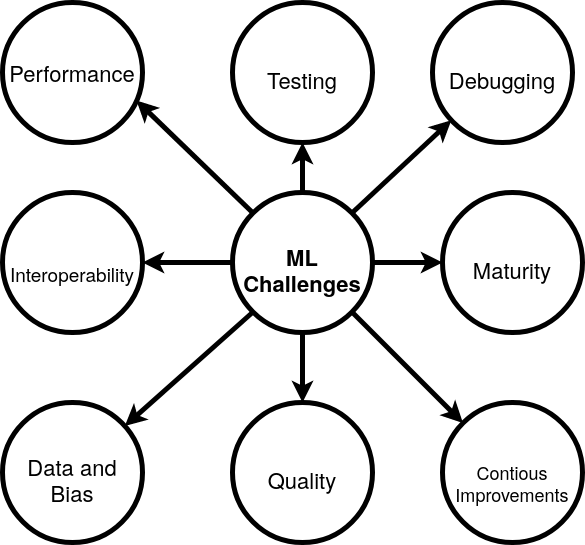 Performance
Testing
Debugging
Interoperability
ML
Challenges
Maturity
Data and
Bias
Quality
Contious
Improvements